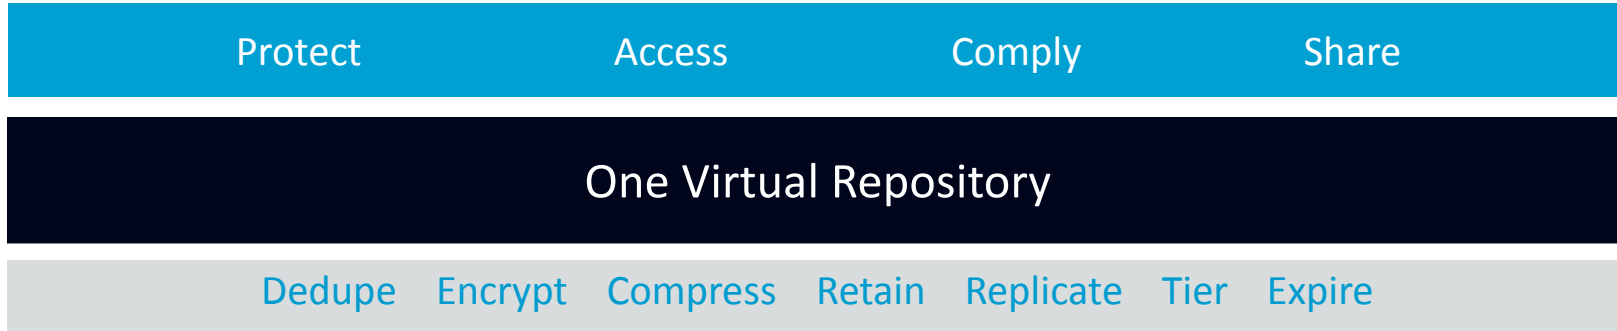 Protect Access Comply Share
One Virtual Repository
Dedupe Encrypt Compress Retain Replicate Tier Expire